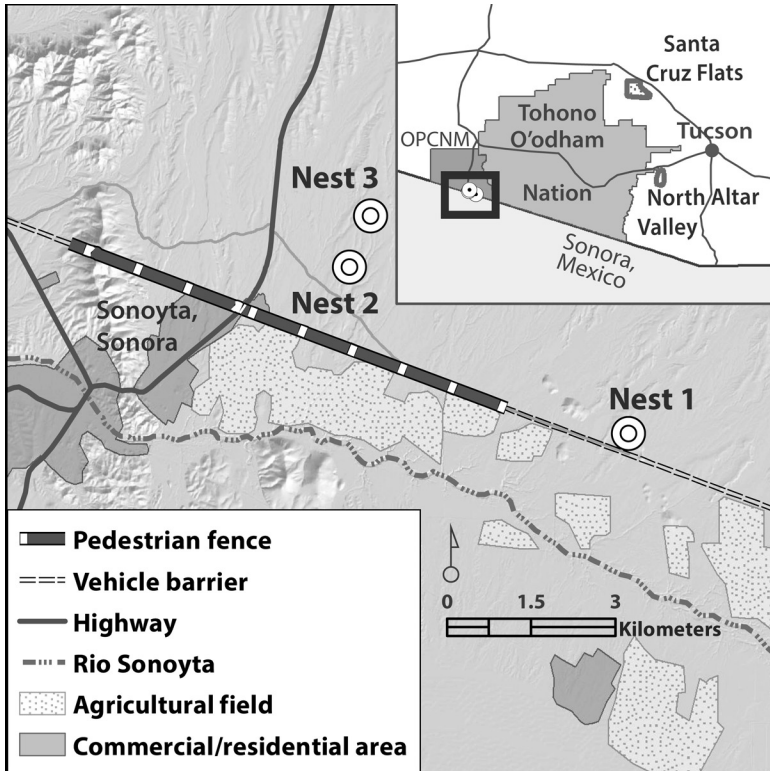 Santa
Cruz Flats
Tohono
O'odham
Tucson
OPCNM
Nation
North Altar
Valley
Sonora,
Mexico
Nest 3
Nest 2
Sonoyta,
Sonora
Nest 1
Pedestrian fence
Vehicle barrier
Highway
Rio Sonoyta
Agricultural field
Commercial/residential area
0 1.5 3
Kilometers